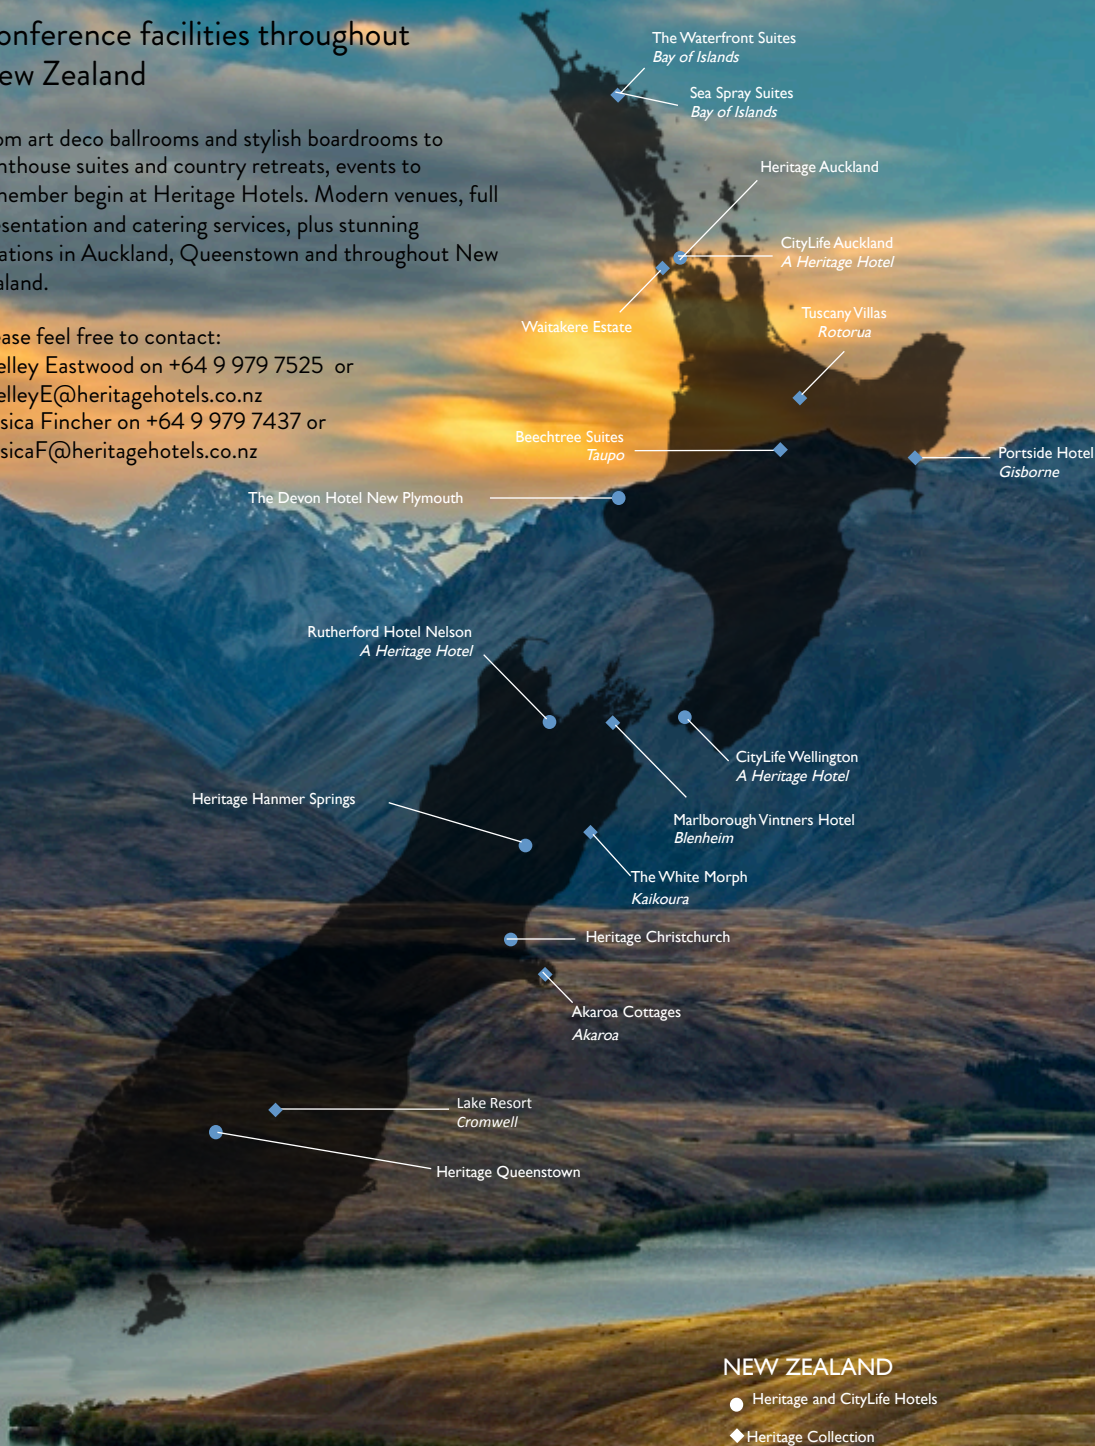 onference facilities throughout
ew Zealand
om art deco ballrooms and stylish boardrooms to
nthouse suites and country retreats, events to
member begin at Heritage Hotels. Modern venues, full
esentation and catering services, plus stunning
ations in Auckland, Queenstown and throughout New
aland.
ease feel free to contact:
elley Eastwood on +64 9 979 7525 or
elleyE@heritagehotels.co.nz
sica Fincher on +64 9 979 7437 or
sicaF@heritagehotels.co.nz
The Waterfront Suites
Bay of Islands
Sea Spray Suites
Bay of Islands
Heritage Auckland
CityLife Auckland
A Heritage Hotel
Waitakere Estate
Tuscany Villas
Rotorua
Beechtree Suites
Taupo
Portside Hotel
Gisborne
The Devon Hotel New Plymouth
Rutherford Hotel Nelson
A Heritage Hotel
CityLife Wellington
A Heritage Hotel
Heritage Hanmer Springs
Marlborough Vintners Hotel
Blenheim
The White Morph
Kaikoura
Heritage Christchurch
Akaroa Cottages
Akaroa
Lake Resort
Cromwell
Heritage Queenstown
NEW ZEALAND
Heritage and CityLife Hotels
Heritage Collection